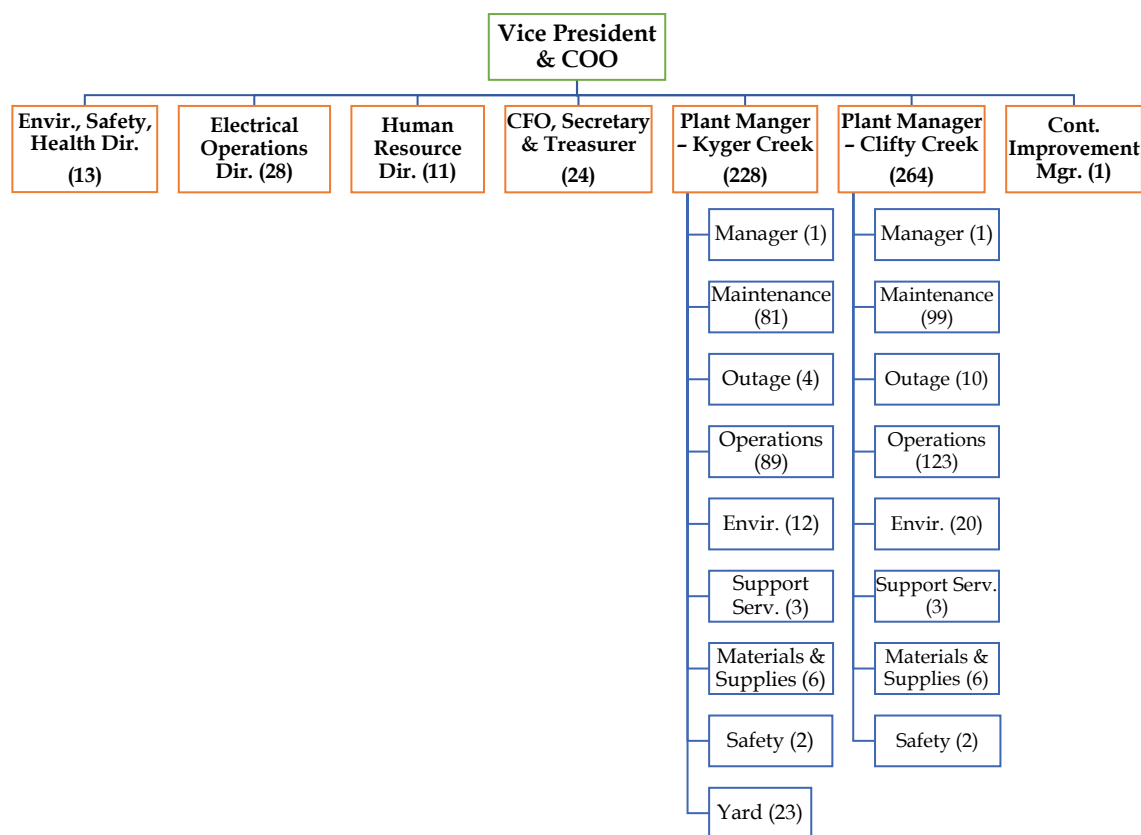 Vice President
& COO
Envir., Safety,
Health Dir.
(13)
Electrical
Operations
Dir. (28)
Human
Resource
Dir. (11)
CFO, Secretary
& Treasurer
(24)
Plant Manger
– Kyger Creek
(228)
Plant Manager
– Clifty Creek
(264)
Cont.
Improvement
Mgr. (1)
Manager (1)
Maintenance
(81)
Outage (4)
Operations
(89)
Envir. (12)
Support
Serv. (3)
Materials &
Supplies (6)
Safety (2)
Yard (23)
Manager (1)
Maintenance
(99)
Outage (10)
Operations
(123)
Envir. (20)
Support Serv.
(3)
Materials &
Supplies (6)
Safety (2)